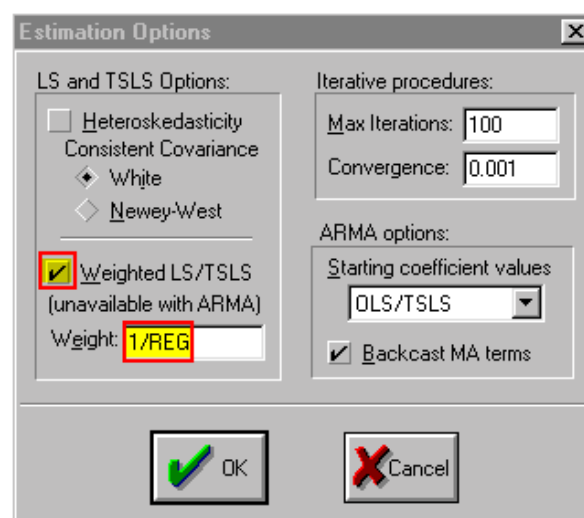 Estimation Options
LS and TSLS Options:
Heteroskedasticity
Consistent Covariance
White
Newey-West
Weighted LS/TSLS
(unavailable with ARMA)
Weight: 1/REG
Iterative procedures:
Max Iterations: 100
Convergence: 0.001
ARMA options:
Starting coefficient values
OLS/TSLS
Backcast MA terms
OK
Cancel